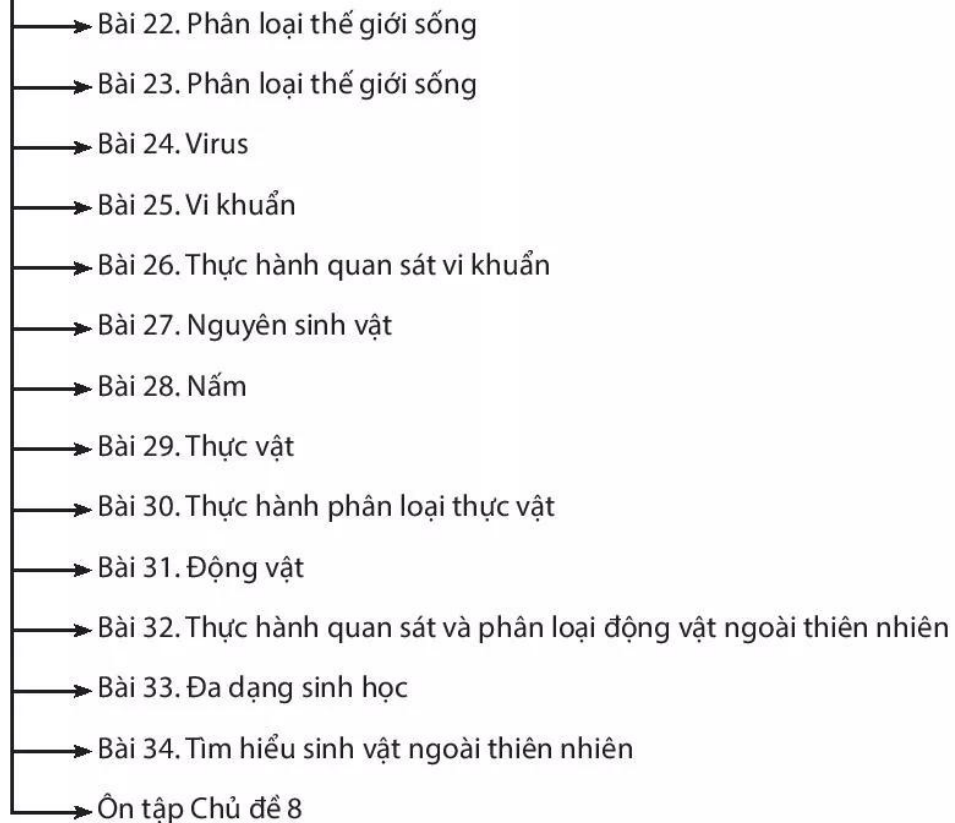 Bài 22. Phân loại thế giới sống
Bài 23. Phân loại thế giới sống
Bài 24. Virus
Bài 25. Vi khuẩn
Bài 26. Thực hành quan sát vi khuẩn
Bài 27. Nguyên sinh vật
Bài 28. Nấm
Bài 29. Thực vật
Bài 30. Thực hành phân loại thực vật
Bài 31. Động vật
Bài 32. Thực hành quan sát và phân loại động vật ngoài thiên nhiên
Bài 33. Đa dạng sinh học
Bài 34. Tìm hiểu sinh vật ngoài thiên nhiên
Ôn tập Chủ đề 8